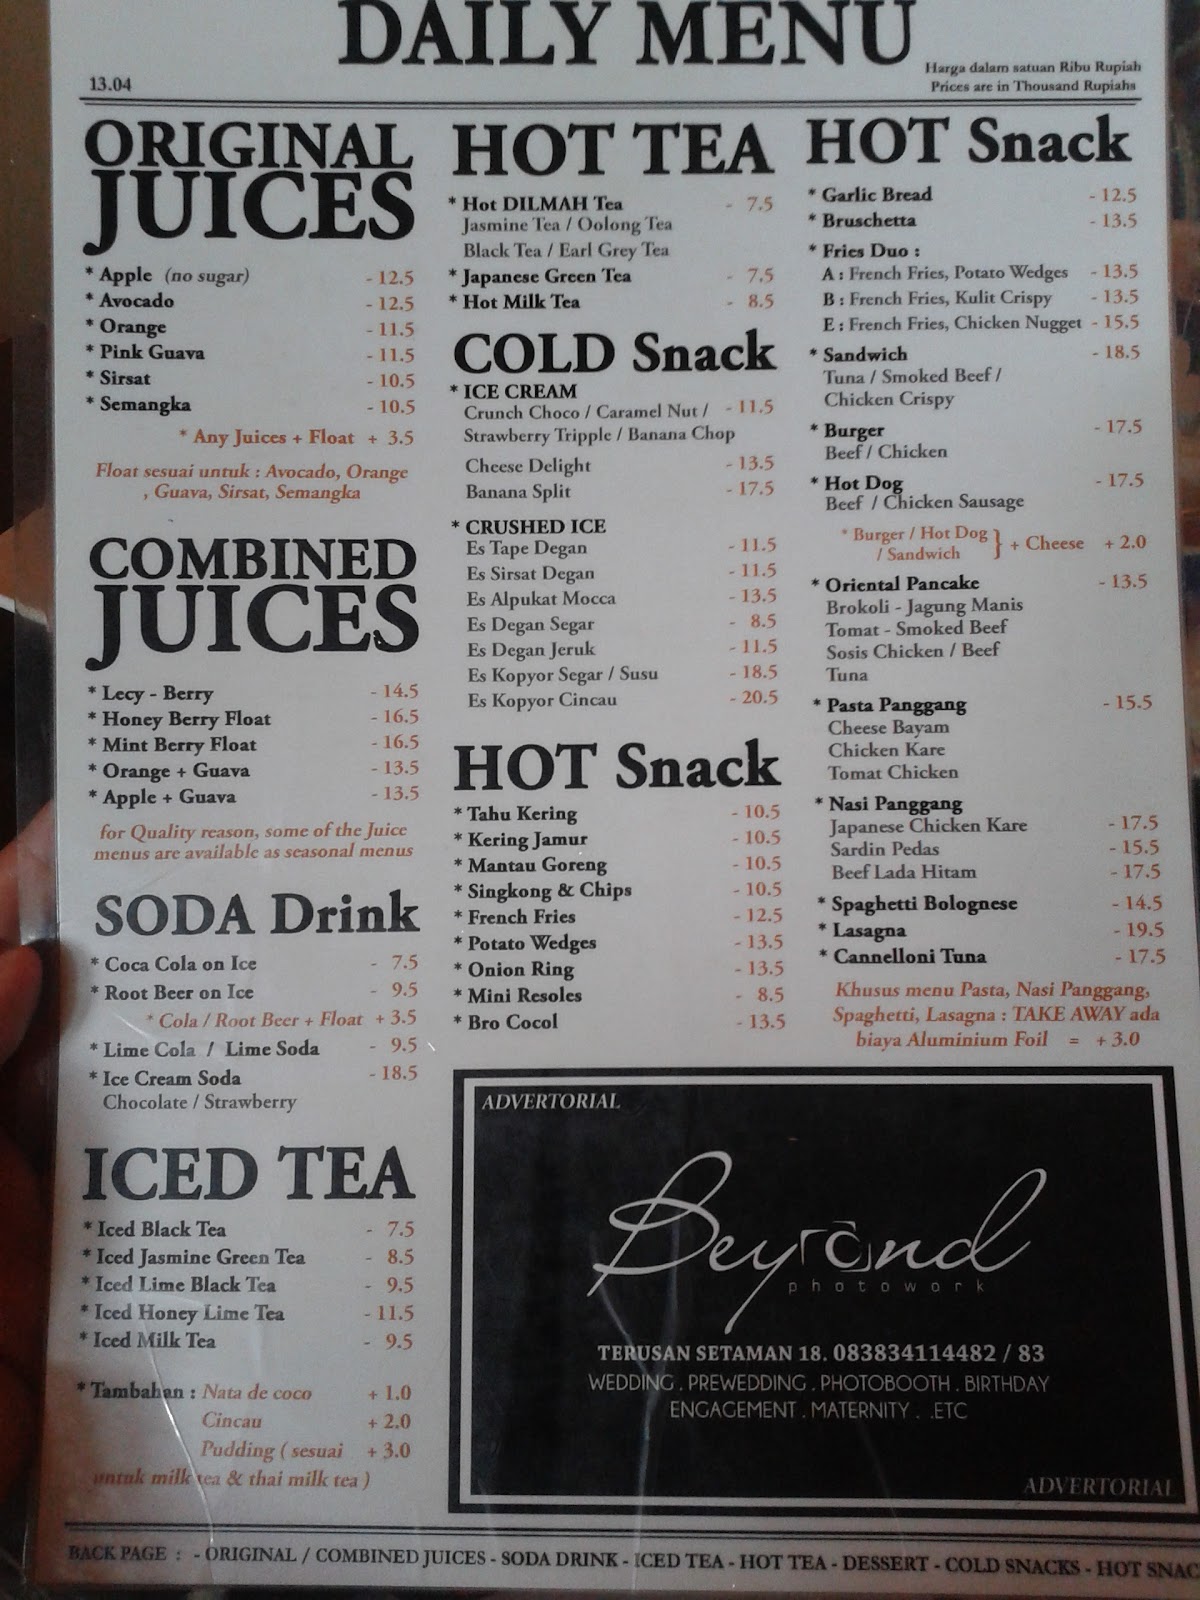 DAILY MENU
13.04
Harga dalam satuan Ribu Rupiah
Prices are in Thousand Rupiahs
ORIGINAL
JUICES
* Apple (no sugar) - 12.5
* Avocado - 12.5
* Orange - 11.5
* Pink Guava - 11.5
* Sirsat - 10.5
* Semangka - 10.5
* Any Juices + Float + 3.5
Float sesuai untuk : Avocado, Orange
, Guava, Sirsat, Semangka
COMBINED
JUICES
* Lecy - Berry - 14.5
* Honey Berry Float - 16.5
* Mint Berry Float - 16.5
* Orange + Guava - 13.5
* Apple + Guava - 13.5
for Quality reason, some of the Juice
menus are available as seasonal menus
SODA Drink
* Coca Cola on Ice - 7.5
* Root Beer on Ice - 9.5
* Cola / Root Beer + Float + 3.5
* Lime Cola / Lime Soda - 9.5
* Ice Cream Soda - 18.5
Chocolate / Strawberry
ICED TEA
* Iced Black Tea - 7.5
* Iced Jasmine Green Tea - 8.5
* Iced Lime Black Tea - 9.5
* Iced Honey Lime Tea - 11.5
* Iced Milk Tea - 9.5
* Tambahan : Nata de coco + 1.0
Cincau + 2.0
Pudding ( sesuai + 3.0
untuk milk tea & thai milk tea )
HOT TEA
* Hot DILMAH Tea - 7.5
Jasmine Tea / Oolong Tea
Black Tea / Earl Grey Tea
* Japanese Green Tea - 7.5
* Hot Milk Tea - 8.5
COLD Snack
* ICE CREAM
Crunch Choco / Caramel Nut / - 11.5
Strawberry Tripple / Banana Chop
Cheese Delight - 13.5
Banana Split - 17.5
* CRUSHED ICE
Es Tape Degan - 11.5
Es Sirsat Degan - 11.5
Es Alpukat Mocca - 13.5
Es Degan Segar - 8.5
Es Degan Jeruk - 11.5
Es Kopyor Segar / Susu - 18.5
Es Kopyor Cincau - 20.5
HOT Snack
* Tahu Kering - 10.5
* Kering Jamur - 10.5
* Mantau Goreng - 10.5
* Singkong & Chips - 10.5
* French Fries - 12.5
* Potato Wedges - 13.5
* Onion Ring - 13.5
* Mini Resoles - 8.5
* Bro Cocol - 13.5
HOT Snack
* Garlic Bread - 12.5
* Bruschetta - 13.5
* Fries Duo :
A : French Fries, Potato Wedges - 13.5
B : French Fries, Kulit Crispy - 13.5
E : French Fries, Chicken Nugget - 15.5
* Sandwich - 18.5
Tuna / Smoked Beef /
Chicken Crispy
* Burger - 17.5
Beef / Chicken
* Hot Dog - 17.5
Beef / Chicken Sausage
* Burger / Hot Dog
/ Sandwich } + Cheese + 2.0
* Oriental Pancake - 13.5
Brokoli - Jagung Manis
Tomat - Smoked Beef
Sosis Chicken / Beef
Tuna
* Pasta Panggang - 15.5
Cheese Bayam
Chicken Kare
Tomat Chicken
* Nasi Panggang
Japanese Chicken Kare - 17.5
Sardin Pedas - 15.5
Beef Lada Hitam - 17.5
* Spaghetti Bolognese - 14.5
* Lasagna - 19.5
* Cannelloni Tuna - 17.5
Khusus menu Pasta, Nasi Panggang,
Spaghetti, Lasagna : TAKE AWAY ada
biaya Aluminium Foil = + 3.0
ADVERTORIAL
Beyond
photowork
TERUSAN SETAMAN 18. 083834114482 / 83
WEDDING . PREWEDDING . PHOTOBOOTH . BIRTHDAY
ENGAGEMENT . MATERNITY . .ETC
ADVERTORIAL
BACK PAGE : - ORIGINAL / COMBINED JUICES - SODA DRINK - ICED TEA - HOT TEA - DESSERT - COLD SNACKS - HOT SNAC